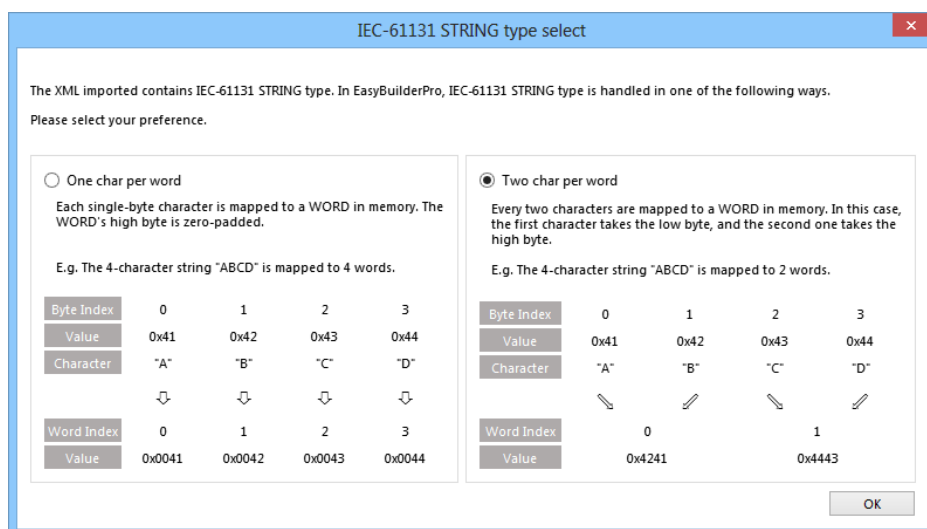 IEC-61131 STRING type select
The XML imported contains IEC-61131 STRING type. In EasyBuilderPro, IEC-61131 STRING type is handled in one of the following ways.
Please select your preference.
One char per word
Each single-byte character is mapped to a WORD in memory. The
WORD's high byte is zero-padded.
E.g. The 4-character string "ABCD" is mapped to 4 words.
Byte Index 0 1 2 3
Value 0x41 0x42 0x43 0x44
Character "A" "B" "C" "D"
Word Index 0 1 2 3
Value 0x0041 0x0042 0x0043 0x0044
Two char per word
Every two characters are mapped to a WORD in memory. In this case,
the first character takes the low byte, and the second one takes the
high byte.
E.g. The 4-character string "ABCD" is mapped to 2 words.
Byte Index 0 1 2 3
Value 0x41 0x42 0x43 0x44
Character "A" "B" "C" "D"
Word Index 0 1
Value 0x4241 0x4443
OK